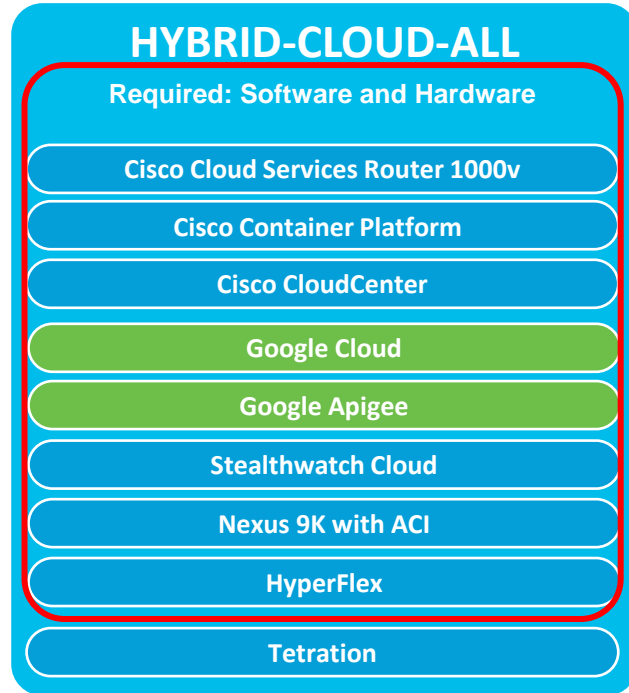 HYBRID-CLOUD-ALL
Required: Software and Hardware
Cisco Cloud Services Router 1000v
Cisco Container Platform
Cisco CloudCenter
Google Cloud
Google Apigee
Stealthwatch Cloud
Nexus 9K with ACI
HyperFlex
Tetration